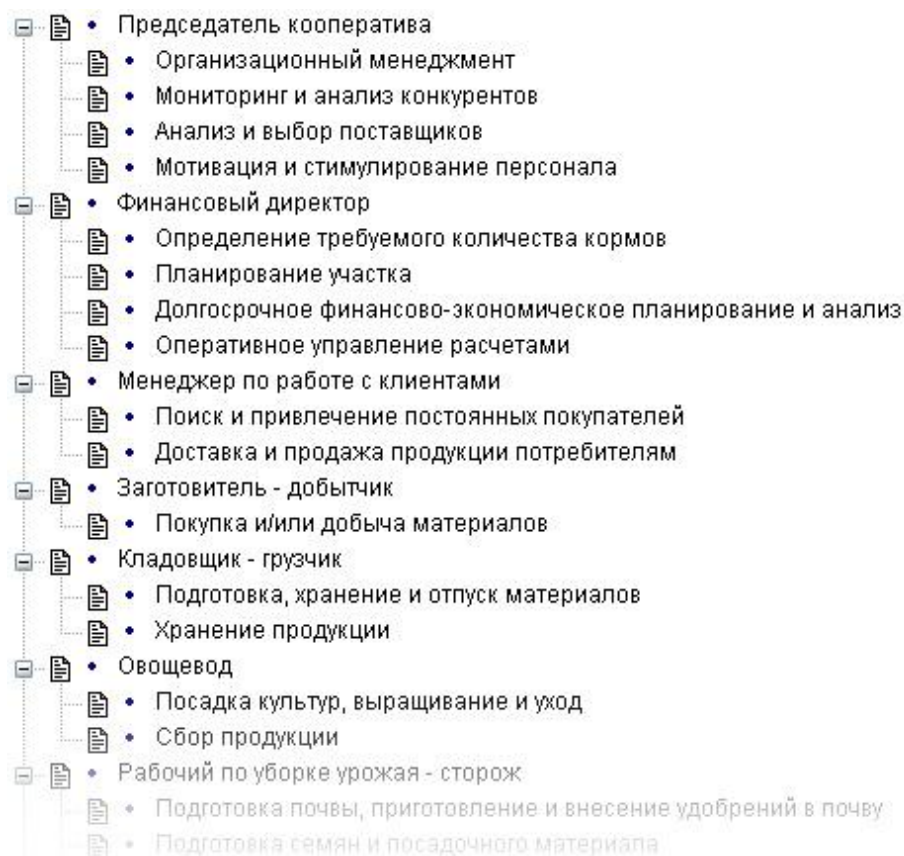 Председатель кооператива
Организационный менеджмент
Мониторинг и анализ конкурентов
Анализ и выбор поставщиков
Мотивация и стимулирование персонала
Финансовый директор
Определение требуемого количества кормов
Планирование участка
Долгосрочное финансово-экономическое планирование и анализ
Оперативное управление расчетами
Менеджер по работе с клиентами
Поиск и привлечение постоянных покупателей
Доставка и продажа продукции потребителям
Заготовитель - добытчик
Покупка и/или добыча материалов
Кладовщик - грузчик
Подготовка, хранение и отпуск материалов
Хранение продукции
Овощевод
Посадка культур, выращивание и уход
Сбор продукции
Рабочий по уборке урожая - сторож
Подготовка почвы, приготовление и внесение удобрений в почву
Подготовка семян и посадочного материала